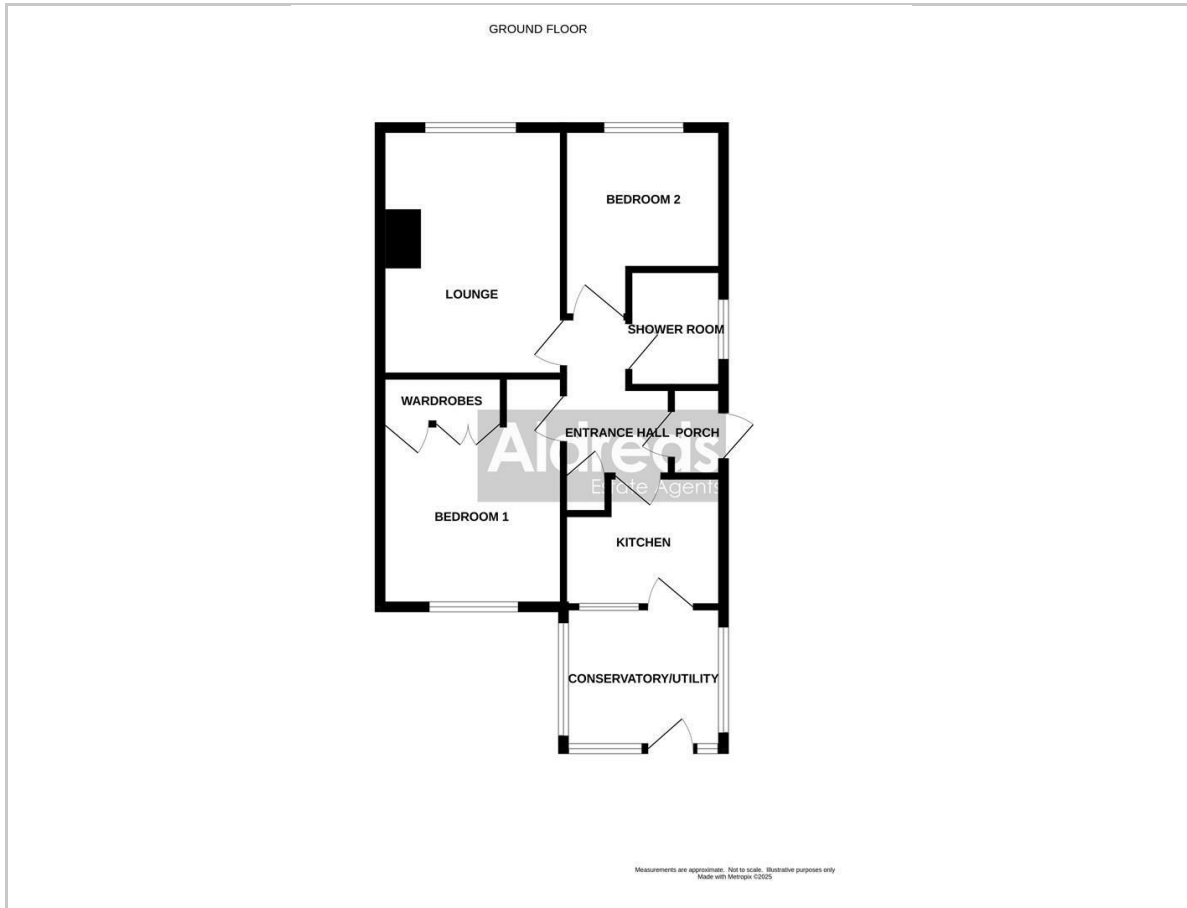 GROUND FLOOR
BEDROOM 2
LOUNGE
SHOWER ROOM
WARDROBES
ENTRANCE HALL
PORCH
Aldreds
Estate Agents
BEDROOM 1
KITCHEN
CONSERVATORY/UTILITY
Measurements are approximate. Not to scale. Illustrative purposes only
Made with Metropix ©2025